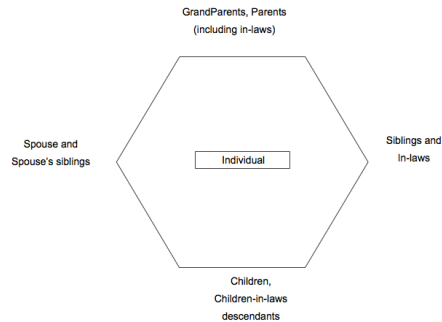 GrandParents, Parents
(including in-laws)
Spouse and
Spouse's siblings
Individual
Siblings and
In-laws
Children,
Children-in-laws
descendants